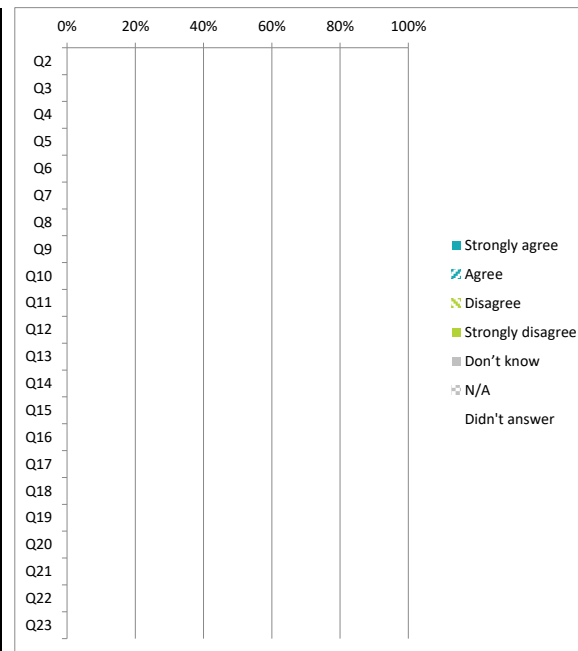 0% 20% 40% 60% 80% 100%
Q2
Q3
Q4
Q5
Q6
Q7
Q8
Q9
Q10
Q11
Q12
Q13
Q14
Q15
Q16
Q17
Q18
Q19
Q20
Q21
Q22
Q23
Strongly agree
Agree
Disagree
Strongly disagree
Don’t know
N/A
Didn't answer